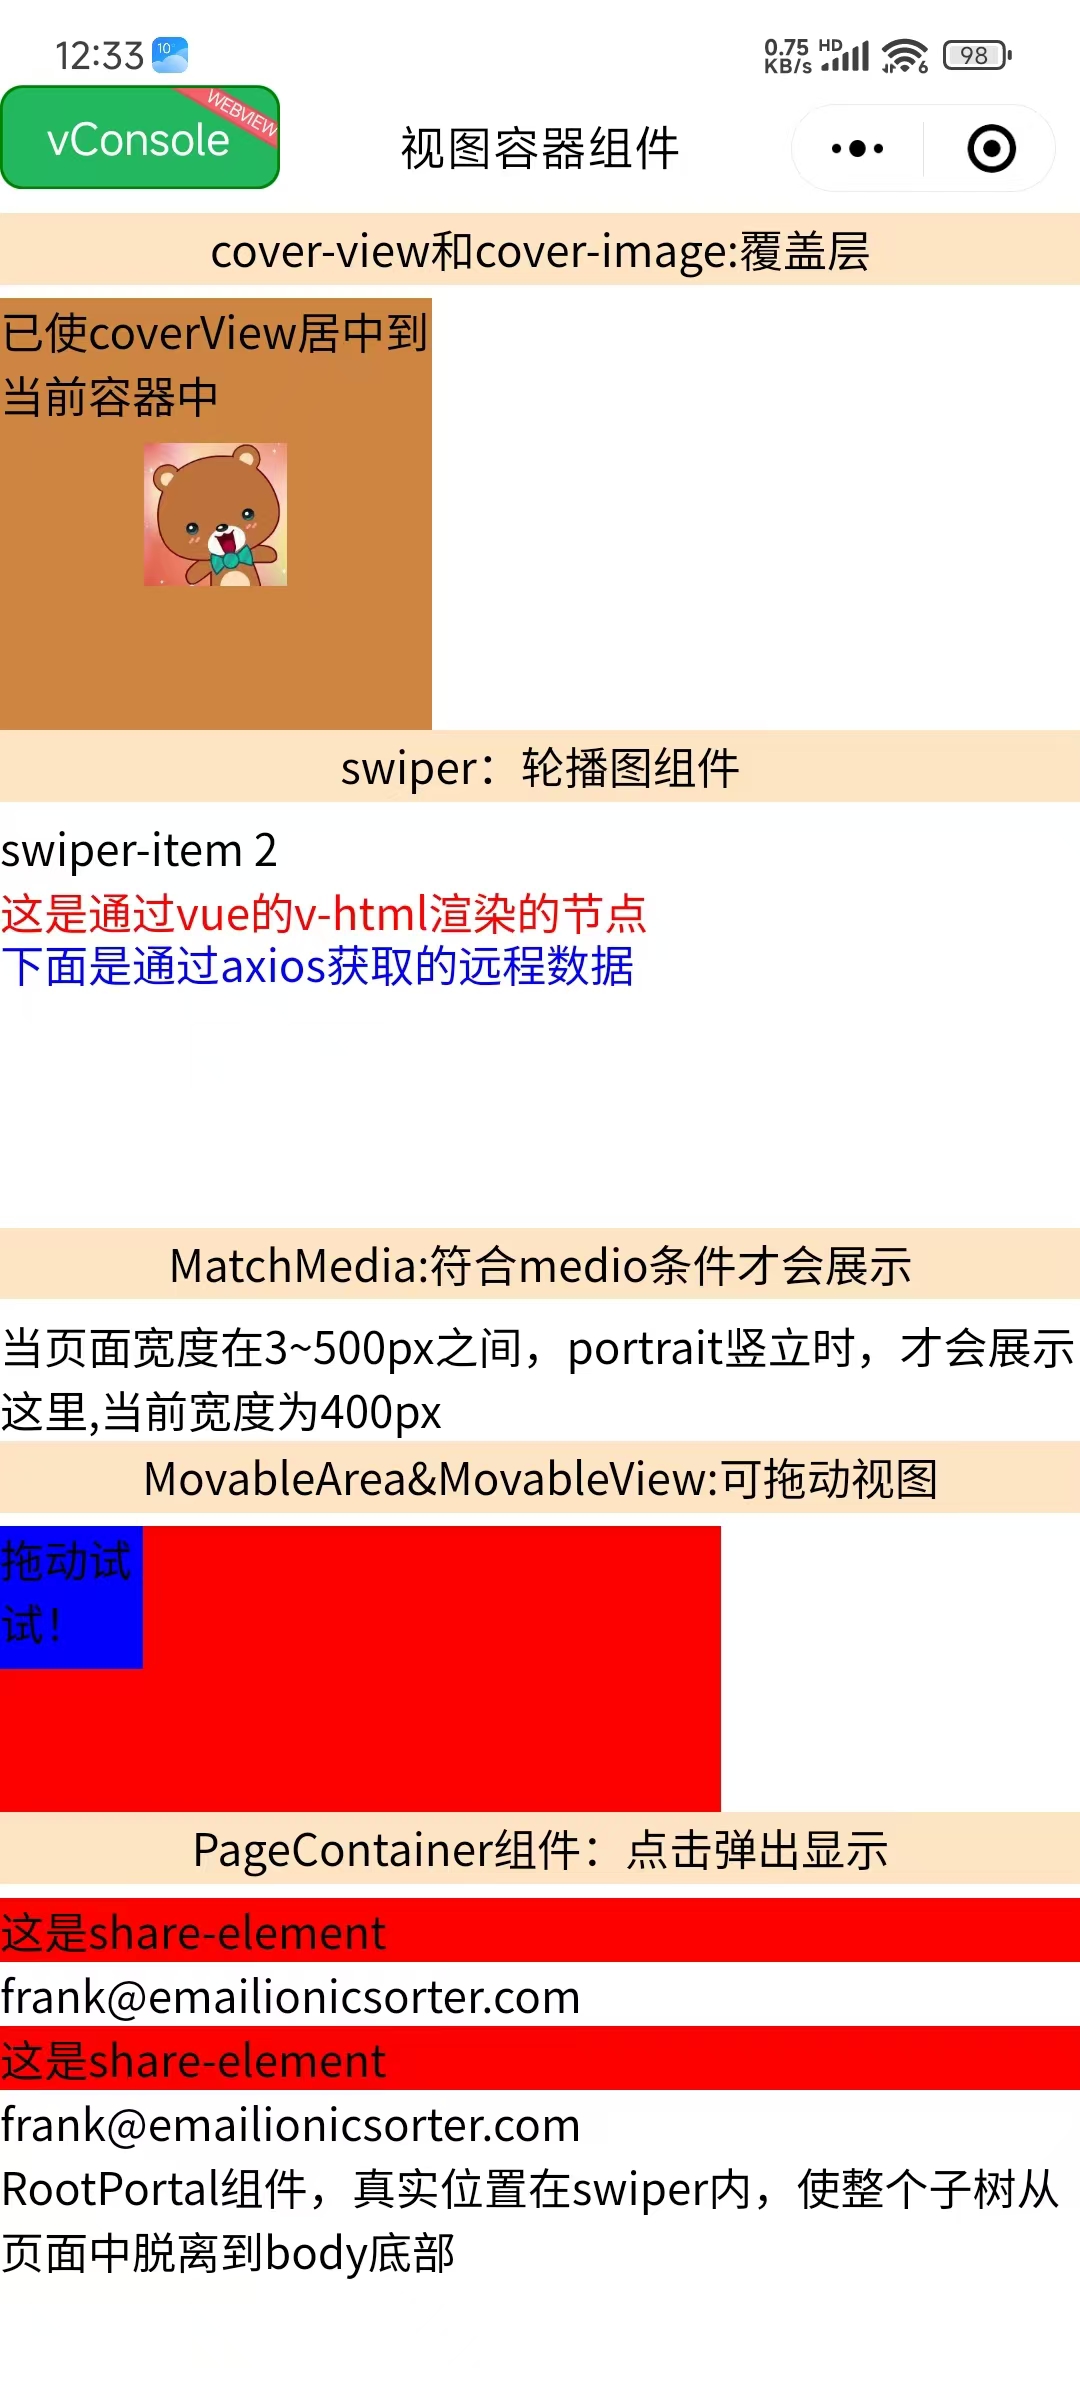 12:33
10°
0.75 KB/s
HD
6
98
vConsole
WEBVIEW
视图容器组件
cover-view和cover-image:覆盖层
已使coverView居中到
当前容器中
swiper：轮播图组件
swiper-item 2
这是通过vue的v-html渲染的节点
下面是通过axios获取的远程数据
MatchMedia:符合medio条件才会展示
当页面宽度在3~500px之间，portrait竖立时，才会展示
这里,当前宽度为400px
MovableArea&MovableView:可拖动视图
拖动试
试！
PageContainer组件：点击弹出显示
这是share-element
frank@emailionicsorter.com
这是share-element
frank@emailionicsorter.com
RootPortal组件，真实位置在swiper内，使整个子树从
页面中脱离到body底部